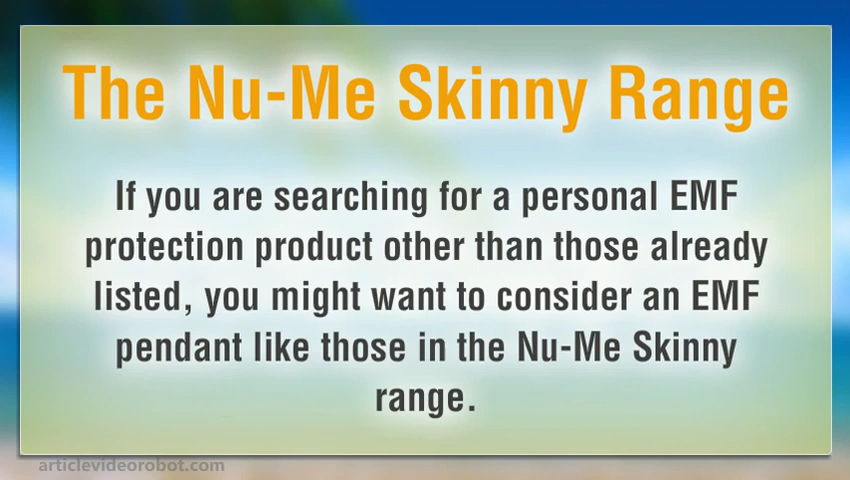 The Nu-Me Skinny Range
If you are searching for a personal EMF
protection product other than those already
listed, you might want to consider an EMF
pendant like those in the Nu-Me Skinny
range.
articlevideorobot.com